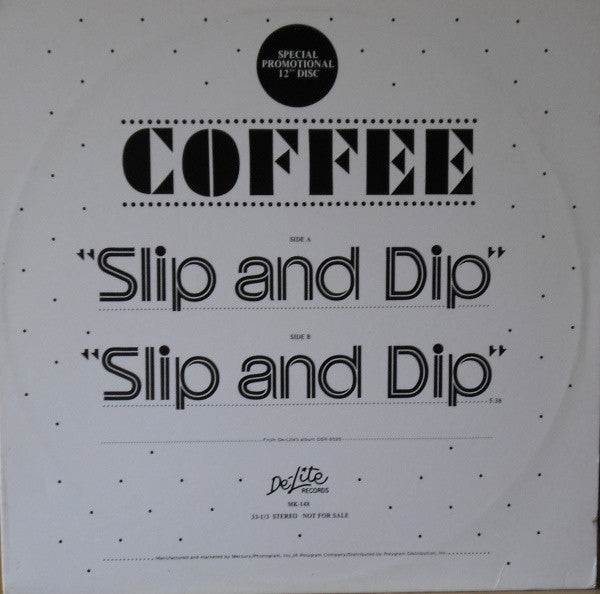 SPECIAL
PROMOTIONAL
12" DISC
COFFEE
SIDE A
"Slip and Dip"
SIDE B
"Slip and Dip"
5:38
From De-Lite's album DSR-9520
De-Lite
RECORDS
MK-148
33-1/3 STEREO NOT FOR SALE
Manufactured and marketed by Mercury/Phonogram, Inc./A Polygram Company/Distributed by Polygram Distribution, Inc.